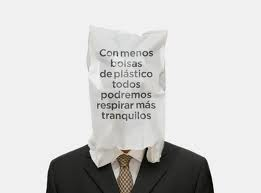 Con menos
bolsas
de plástico
todos
podremos
respirar más
tranquilos